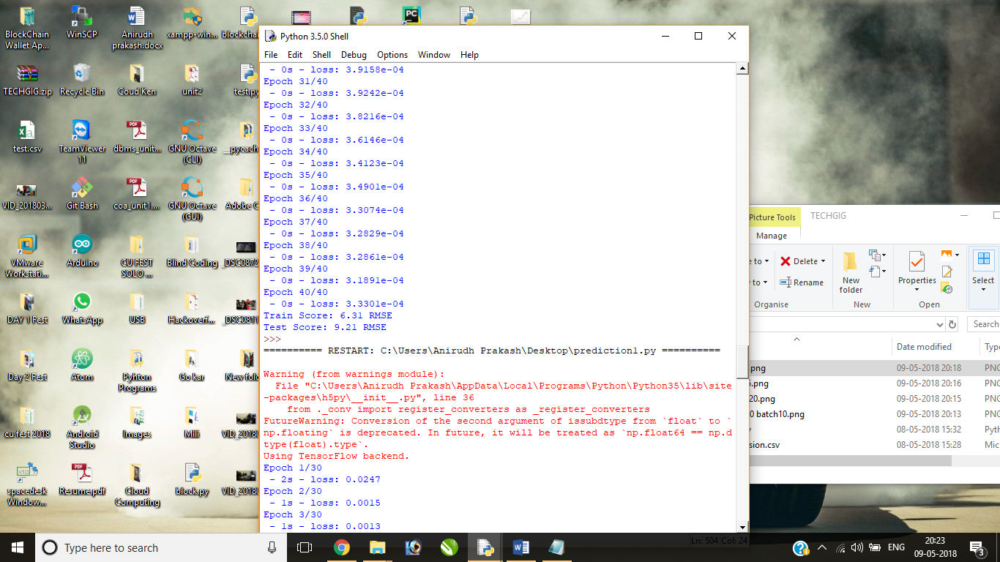 BlockChain
Wallet Ap...
WinSCP
Anirudh
prakash.docx
xampp-win...
blockchai
TECHGIG.zip
Recycle Bin
Coud Ken
unit2
test.py
test.csv
TeamViewer
11
dbms_unit...
GNU Octave
(CLI)
__pycach
VID_201803...
Git Bash
coa_unit1....
GNU Octave
(GUI)
Adobe C
VMware
Workstati...
Arduino
CU FEST
SOLO ...
Blind Coding
_DSC0872
DAY 1 Fest
WhatsApp
USB
Hackoverf...
_DSC0811
Day 2 Fest
Atom
Pyhton
Programs
Go kar
New fol
cu fest 2018
Android
Studio
Images
Mili
VID_20180
spacedesk
Window...
Resume.pdf
Cloud
Computing
block.py
VID_20180
Python 3.5.0 Shell
File Edit Shell Debug Options Window Help
- 0s - loss: 3.9158e-04
Epoch 31/40
- 0s - loss: 3.9242e-04
Epoch 32/40
- 0s - loss: 3.8216e-04
Epoch 33/40
- 0s - loss: 3.6146e-04
Epoch 34/40
- 0s - loss: 3.4123e-04
Epoch 35/40
- 0s - loss: 3.4901e-04
Epoch 36/40
- 0s - loss: 3.3074e-04
Epoch 37/40
- 0s - loss: 3.2829e-04
Epoch 38/40
- 0s - loss: 3.2861e-04
Epoch 39/40
- 0s - loss: 3.1891e-04
Epoch 40/40
- 0s - loss: 3.3301e-04
Train Score: 6.31 RMSE
Test Score: 9.21 RMSE
>>>
========== RESTART: C:\Users\Anirudh Prakash\Desktop\prediction1.py ==========
Warning (from warnings module):
File "C:\Users\Anirudh Prakash\AppData\Local\Programs\Python\Python35\lib\site
-packages\h5py\__init__.py", line 36
from ._conv import register_converters as _register_converters
FutureWarning: Conversion of the second argument of issubdtype from `float` to `
np.floating` is deprecated. In future, it will be treated as `np.float64 == np.d
type(float).type`.
Using TensorFlow backend.
Epoch 1/30
- 2s - loss: 0.0247
Epoch 2/30
- 1s - loss: 0.0015
Epoch 3/30
- 1s - loss: 0.0013
Ln: 504 Col: 24
Picture Tools
TECHGIG
Manage
e to
y to
Delete
Rename
Organise
New
folder
New
Properties
Open
Select
Search
Date modified
Type
.png 09-05-2018 20:18 PNG
.png 09-05-2018 20:16 PNG
20.png 09-05-2018 20:15 PNG
0 batch10.png 09-05-2018 20:13 PNG
08-05-2018 15:32 Pyth
sion.csv 08-05-2018 15:28 Mic
Type here to search
ENG
20:23
09-05-2018
3